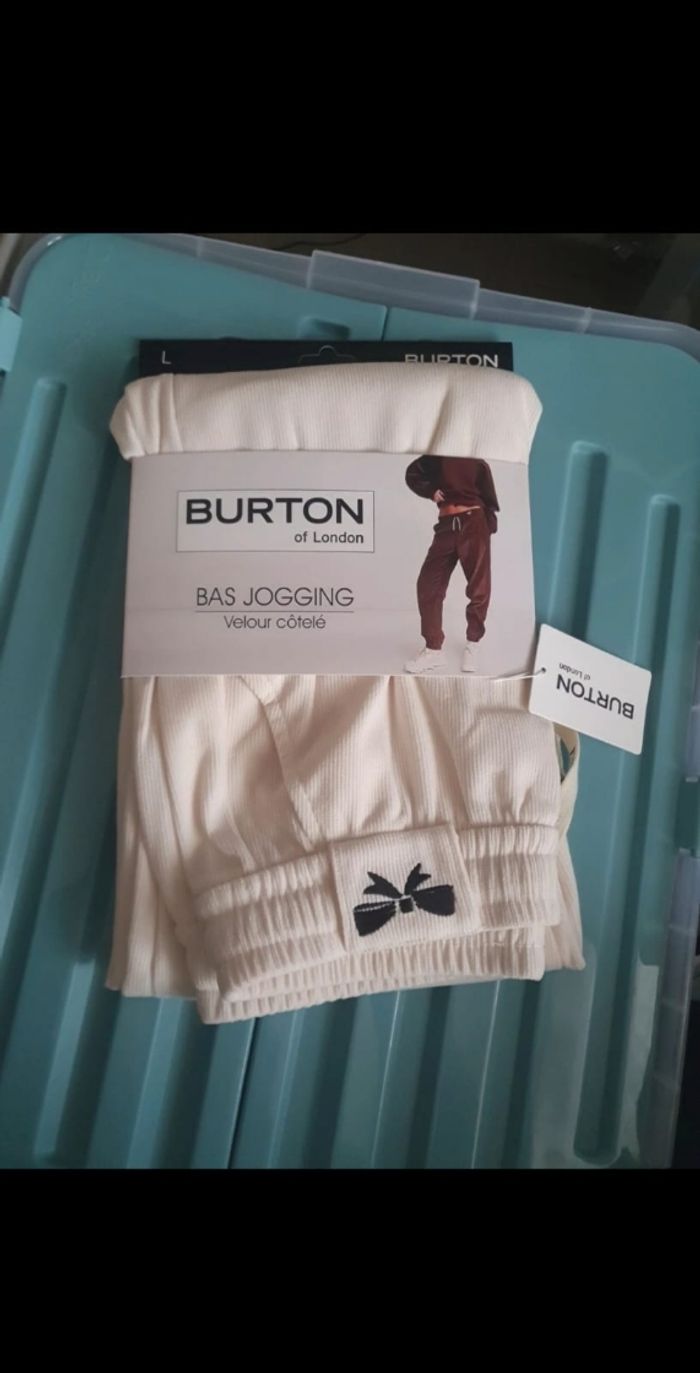 L
BURTON
BURTON
of London
BAS JOGGING
Velour côtelé
BURTON
of London